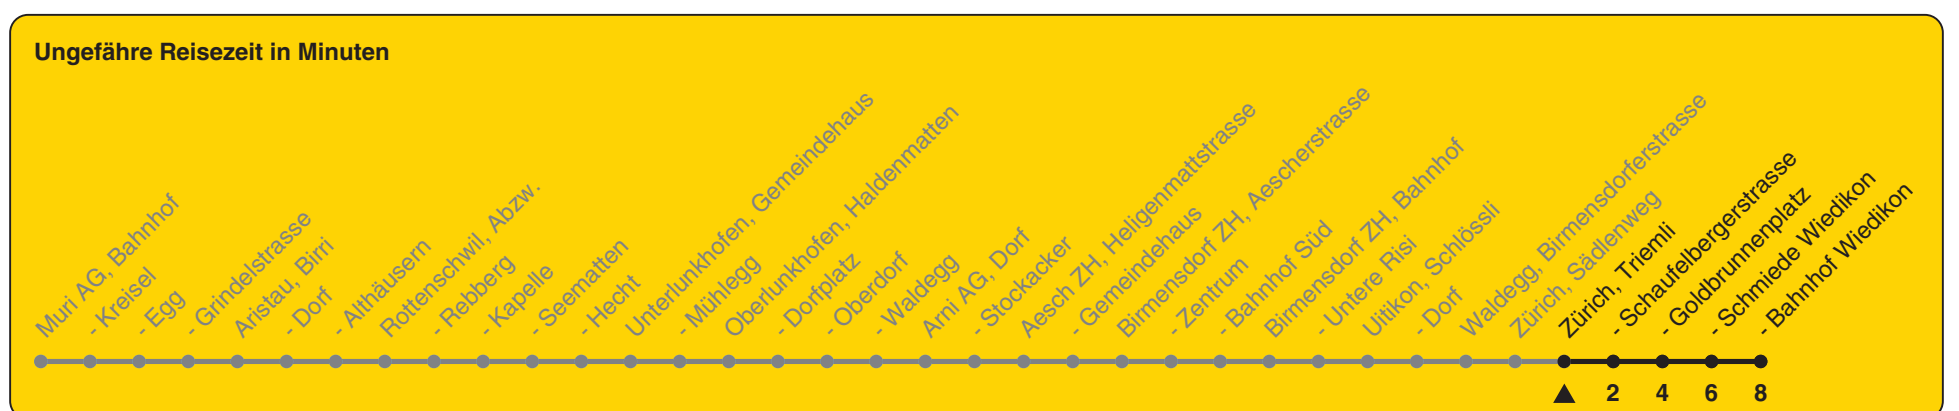 Ungefähre Reisezeit in Minuten
Muri AG, Bahnhof
- Kreisel
- Egg
- Grindelstrasse
Aristau, Birri
- Dorf
- Althäusern
Rottenschwil, Abzw.
- Rebberg
- Kapelle
- Seematten
- Hecht
Unterlunkhofen, Gemeindehaus
- Mühlegg
Oberlunkhofen, Haldenmatten
- Dorfplatz
- Oberdorf
- Waldegg
Arni AG, Dorf
- Stockacker
Aesch ZH, Heligenmattstrasse
- Gemeindehaus
Birmensdorf ZH, Aescherstrasse
- Zentrum
- Bahnhof Süd
Birmensdorf ZH, Bahnhof
- Untere Risi
Uitikon, Schlössli
- Dorf
Waldegg, Birmensdorferstrasse
Zürich, Sädlenweg
Zürich, Triemli
- Schaufelbergerstrasse
- Goldbrunnenplatz
- Schmiede Wiedikon
- Bahnhof Wiedikon
2 4 6 8